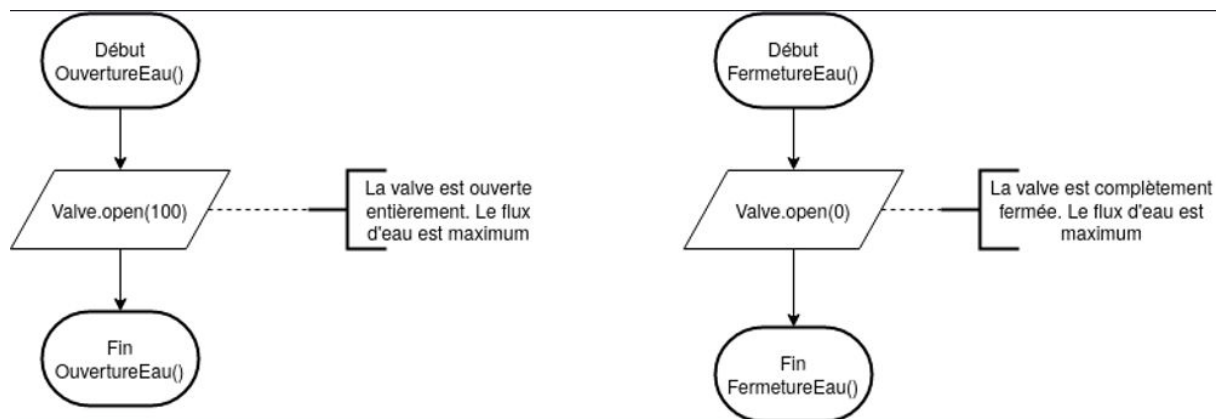 Début
OuvertureEau()
Valve.open(100)
La valve est ouverte
entièrement. Le flux
d'eau est maximum
Fin
OuvertureEau()
Début
FermetureEau()
Valve.open(0)
La valve est complètement
fermée. Le flux d'eau est
maximum
Fin
FermetureEau()